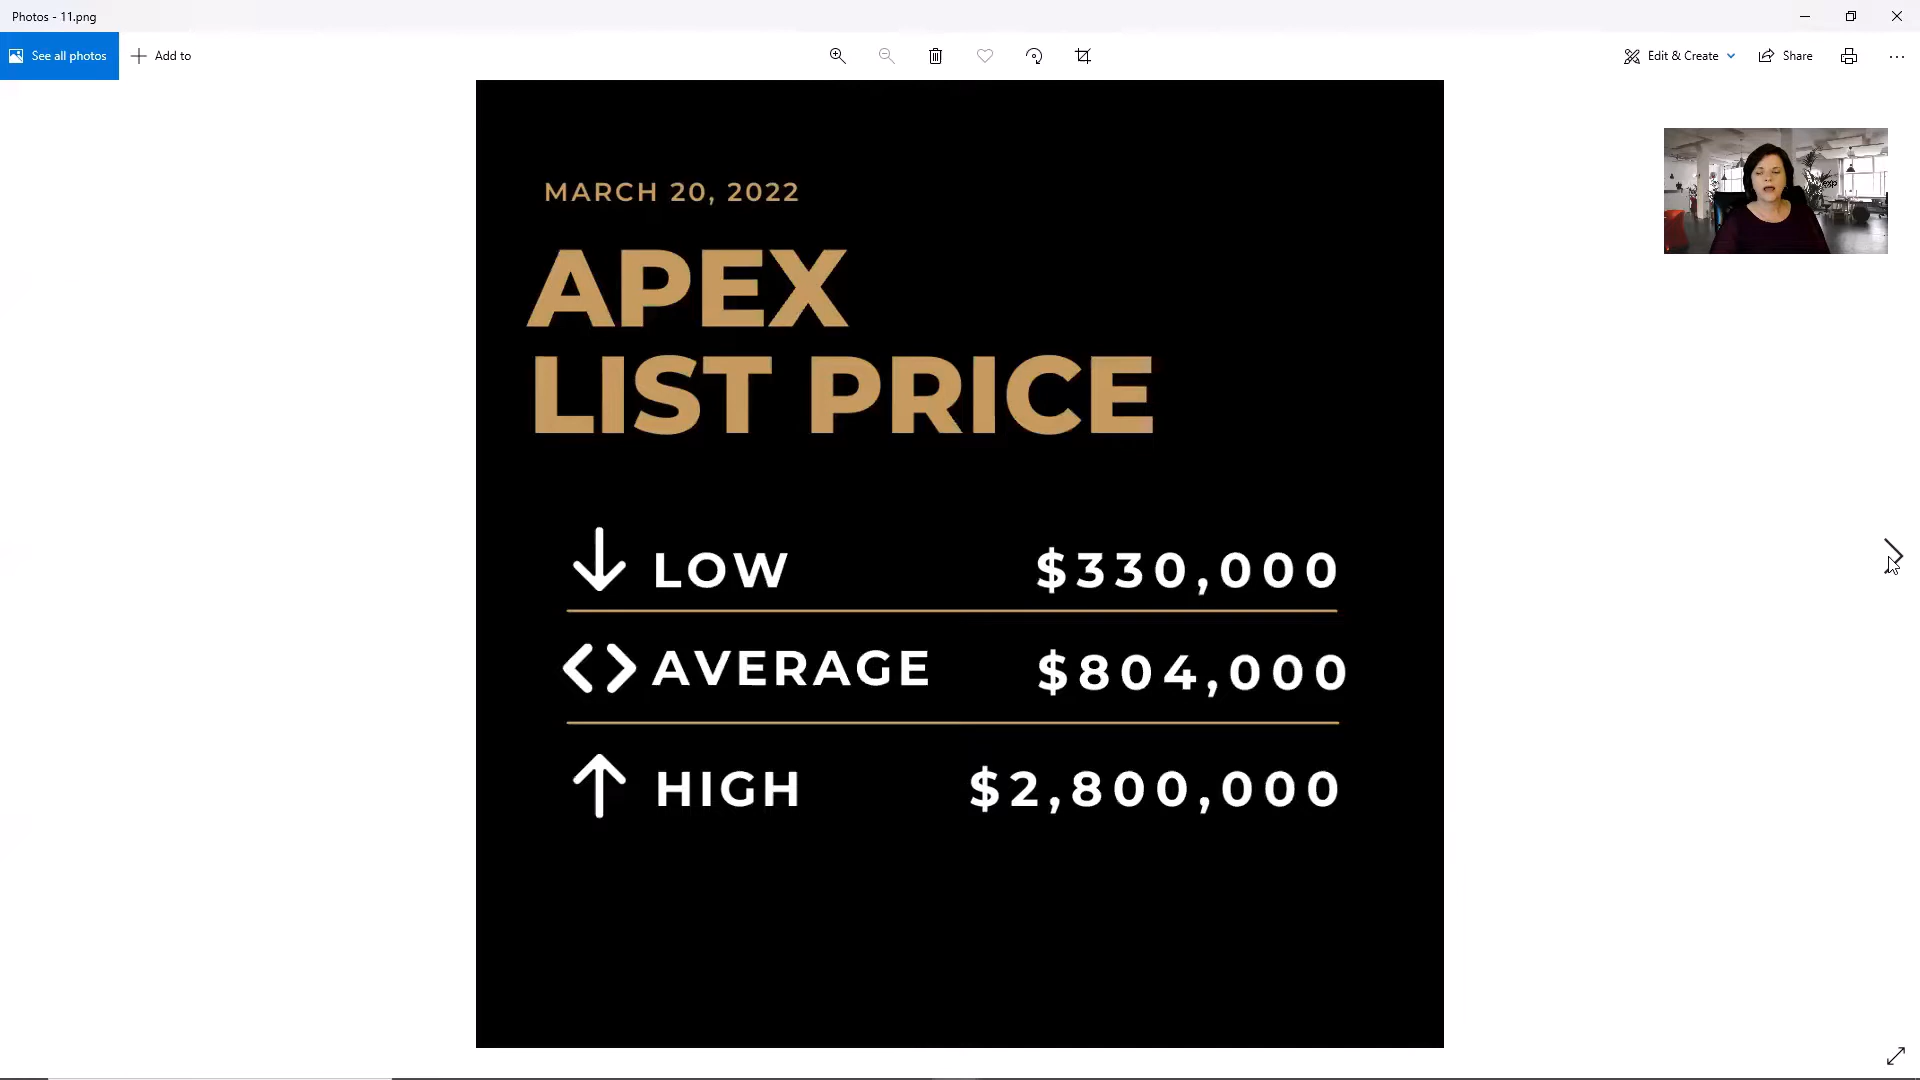 Photos - 11.png
See all photos
Add to
Edit & Create
Share
MARCH 20, 2022
APEX
LIST PRICE
LOW $330,000
AVERAGE $804,000
HIGH $2,800,000
exp